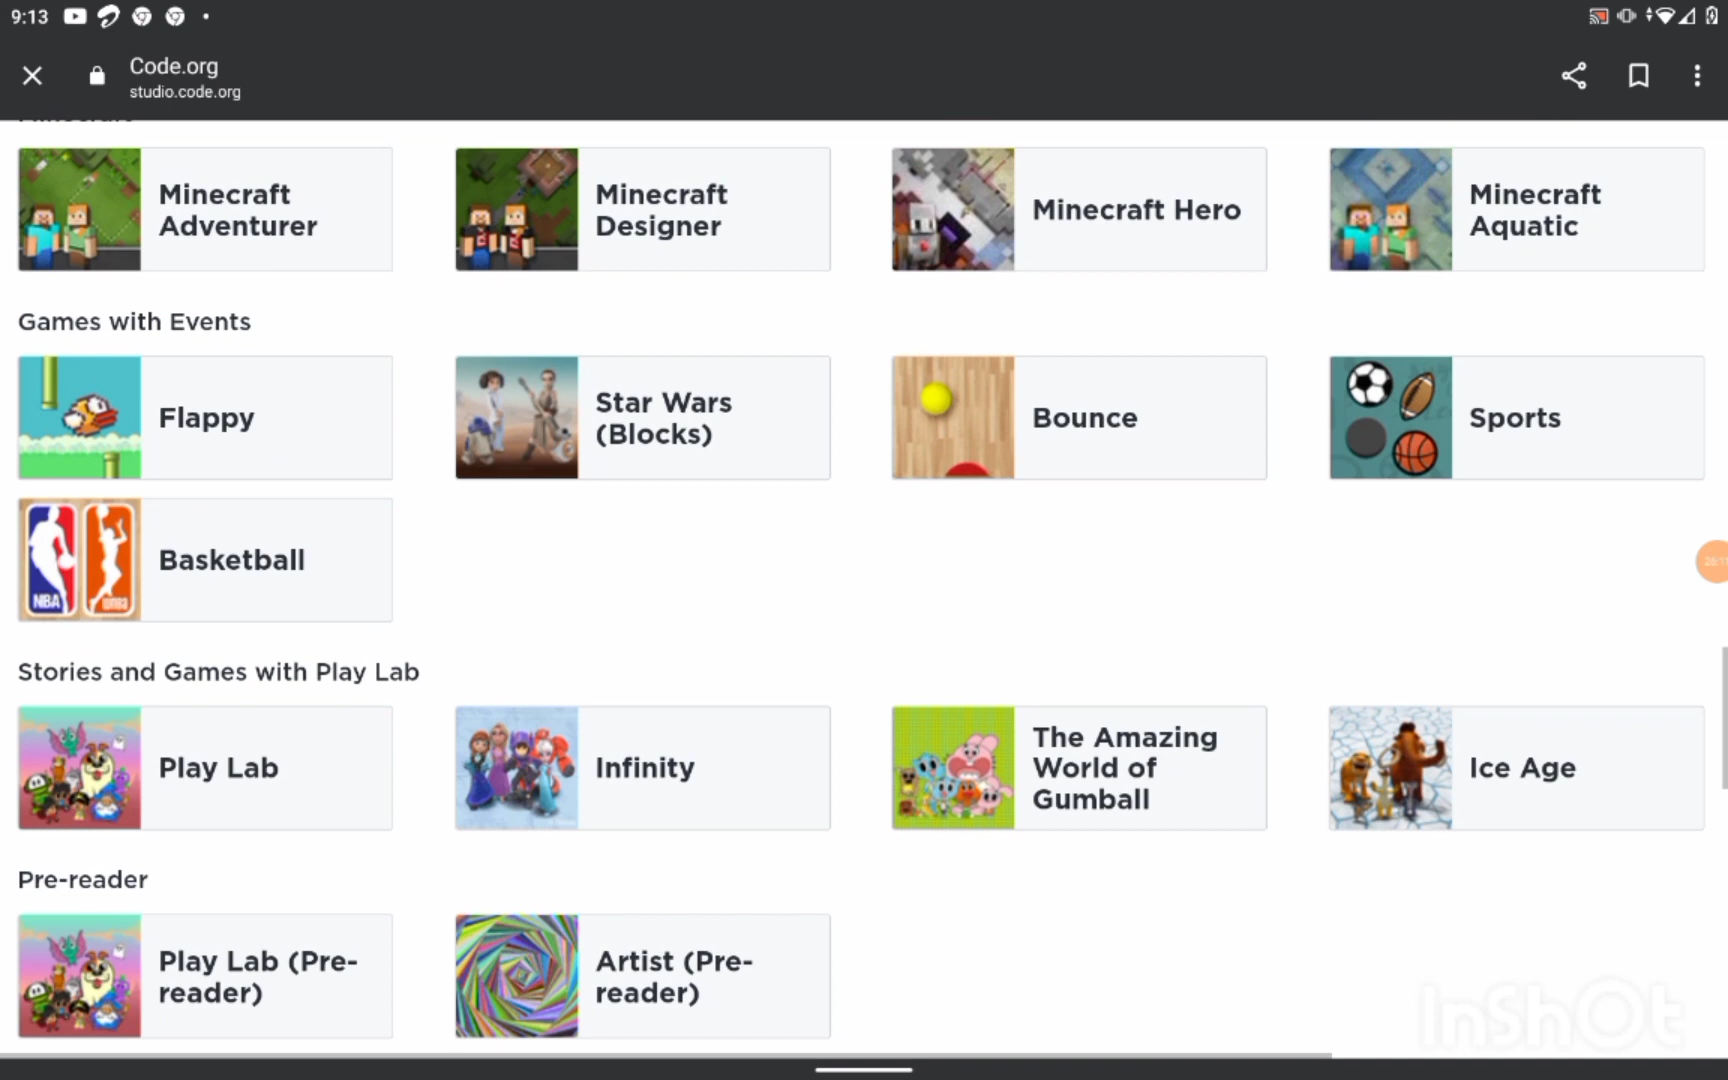 9:13
Code.org
studio.code.org
Minecraft
Adventurer
Minecraft
Designer
Minecraft Hero
Minecraft
Aquatic
Games with Events
Flappy
Star Wars
(Blocks)
Bounce
Sports
NBA
WNBA
Basketball
Stories and Games with Play Lab
Play Lab
Infinity
The Amazing
World of
Gumball
Ice Age
Pre-reader
Play Lab (Pre-
reader)
Artist (Pre-
reader)
InShOt